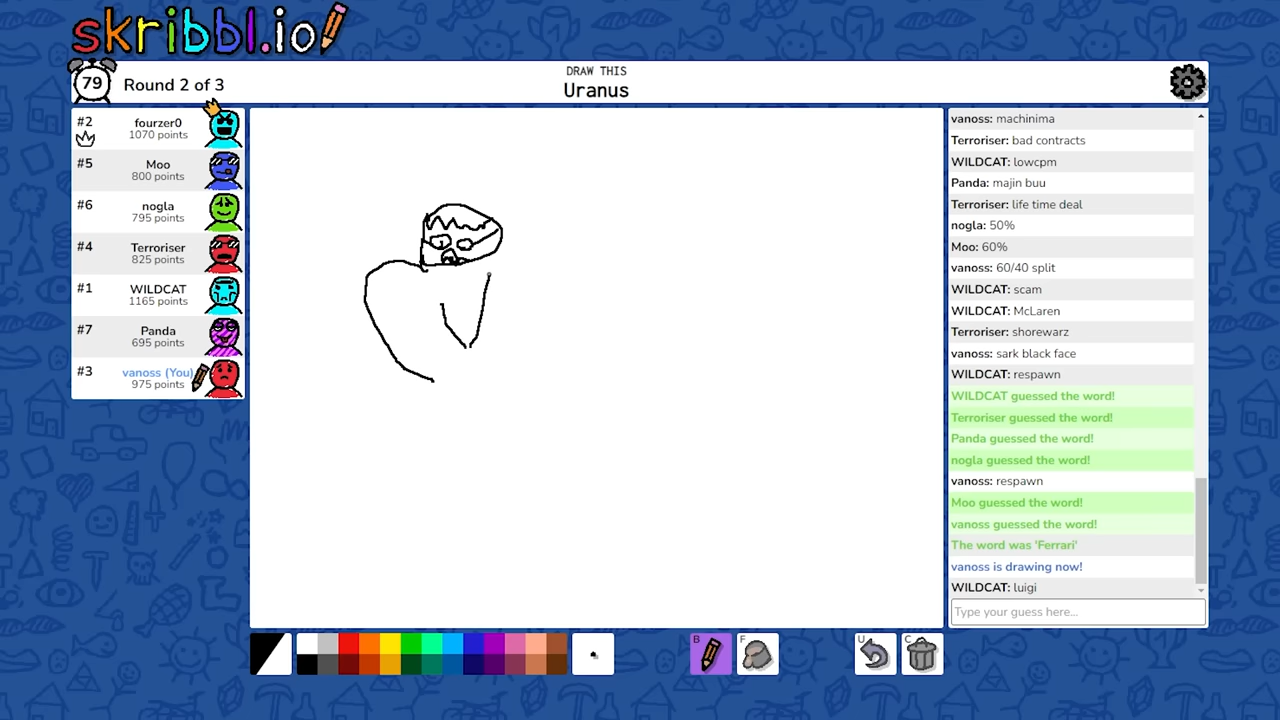 skribbl.io
79 Round 2 of 3
DRAW THIS
Uranus
#2 fourzer0
1070 points
#5 Moo
800 points
#6 nogla
795 points
#4 Terroriser
825 points
#1 WILDCAT
1165 points
#7 Panda
695 points
#3 vanoss (You)
975 points
vanoss: machinima
Terroriser: bad contracts
WILDCAT: lowcpm
Panda: majin buu
Terroriser: life time deal
nogla: 50%
Moo: 60%
vanoss: 60/40 split
WILDCAT: scam
WILDCAT: McLaren
Terroriser: shorewarz
vanoss: sark black face
WILDCAT: respawn
WILDCAT guessed the word!
Terroriser guessed the word!
Panda guessed the word!
nogla guessed the word!
vanoss: respawn
Moo guessed the word!
vanoss guessed the word!
The word was 'Ferrari'
vanoss is drawing now!
WILDCAT: luigi
Type your guess here...
B F U C